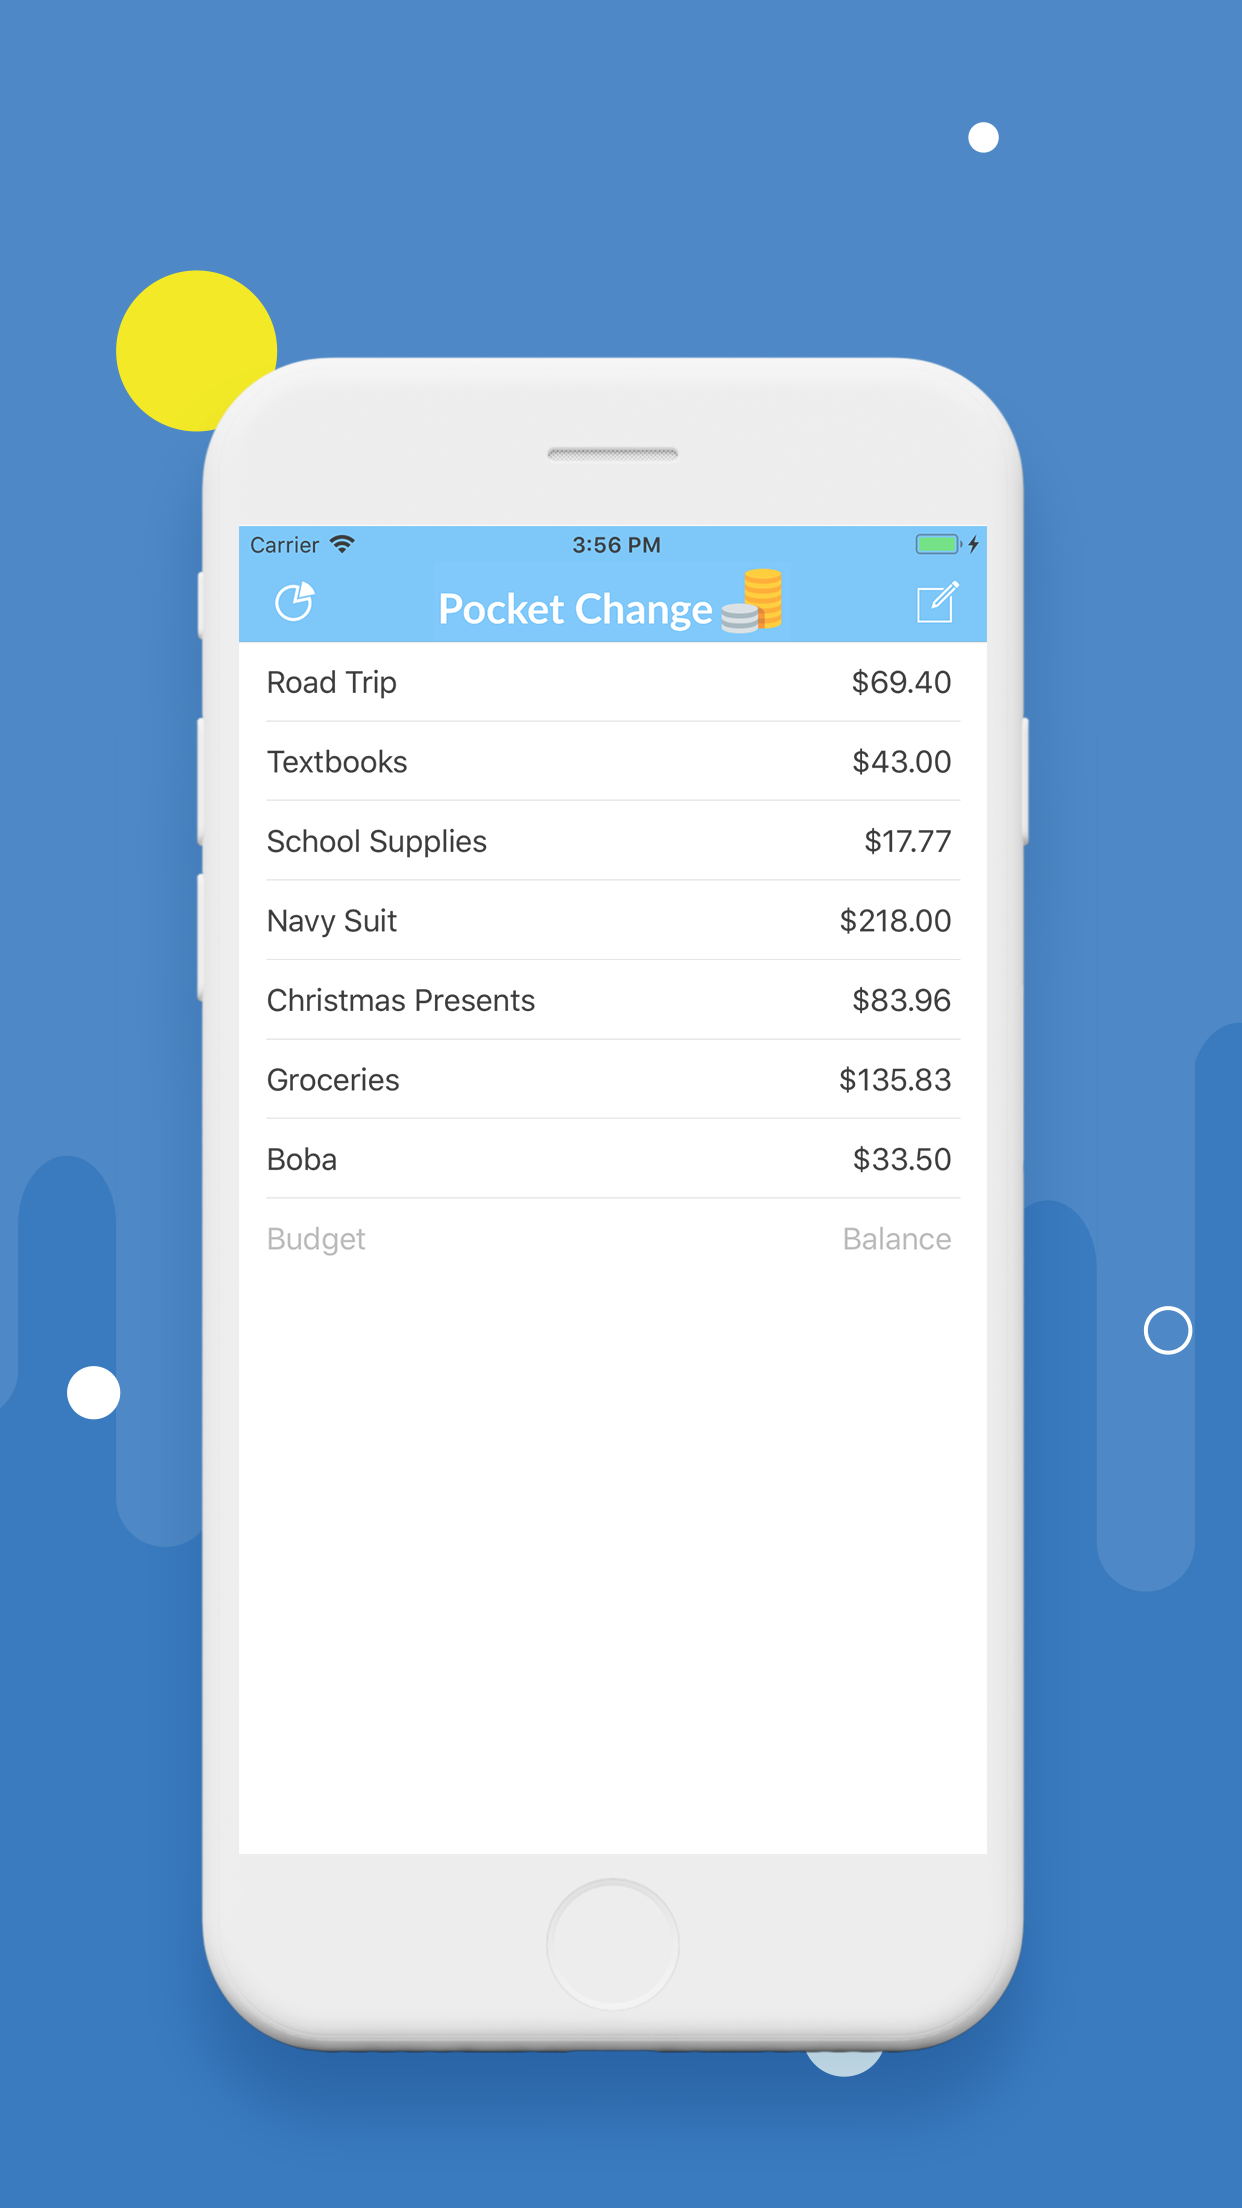 Carrier 3:56 PM
Pocket Change
Road Trip $69.40
Textbooks $43.00
School Supplies $17.77
Navy Suit $218.00
Christmas Presents $83.96
Groceries $135.83
Boba $33.50
Budget Balance